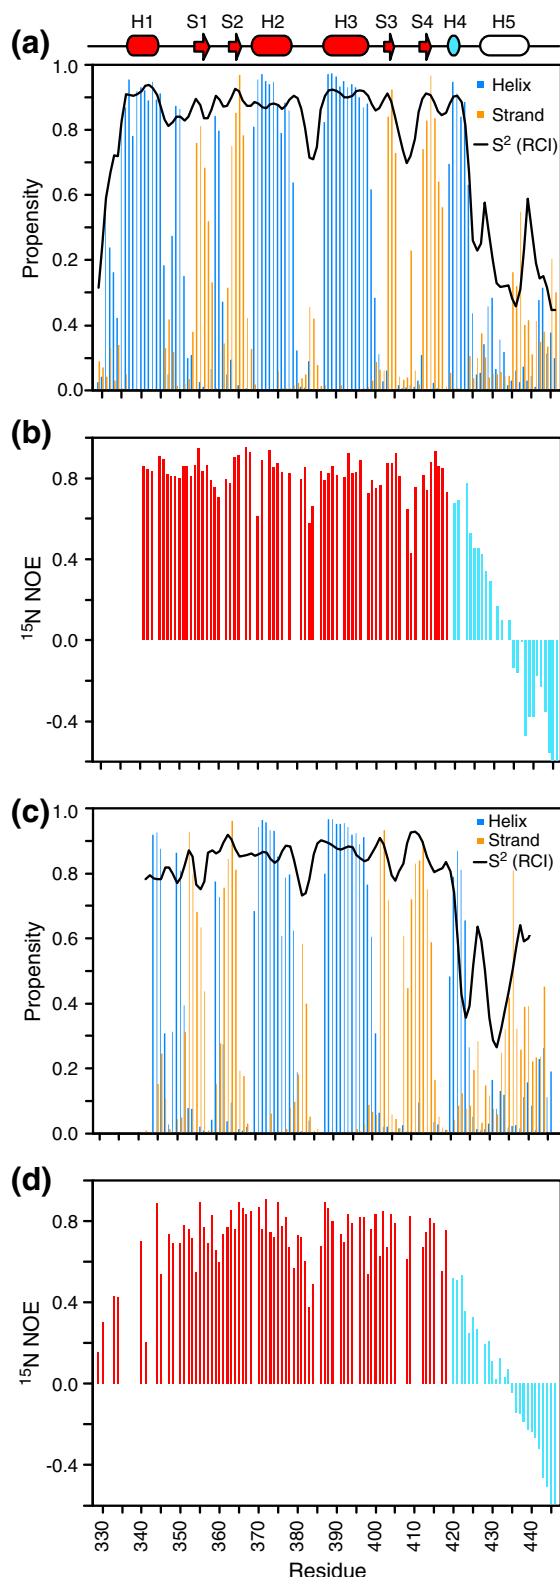 H1 S1 S2 H2 H3 S3 S4 H4 H5
(a)
1.0
0.8
0.6
0.2
0.4
0.0
Propensity
Helix
Strand
S² (RCI)
(b)
0.8
0.4
0.0
-0.4
¹⁵N NOE
(c)
1.0
0.8
0.6
0.4
0.2
0.0
Propensity
Helix
Strand
S² (RCI)
(d)
0.8
0.4
0.0
-0.4
¹⁵N NOE
330 340 350 360 370 380 390 400 410 420 430 440
Residue